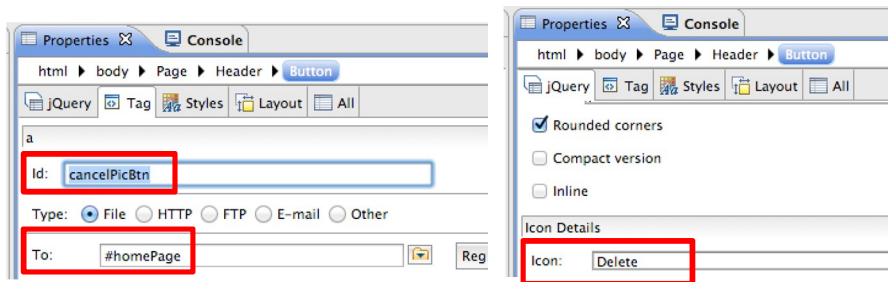 Properties Console
html body Page Header Button
jQuery Tag Styles Layout All
a
Id: cancelPicBtn
Type: File HTTP FTP E-mail Other
To: #homePage Reg
Properties Console
html body Page Header Button
jQuery Tag Styles Layout All
Rounded corners
Compact version
Inline
Icon Details
Icon: Delete